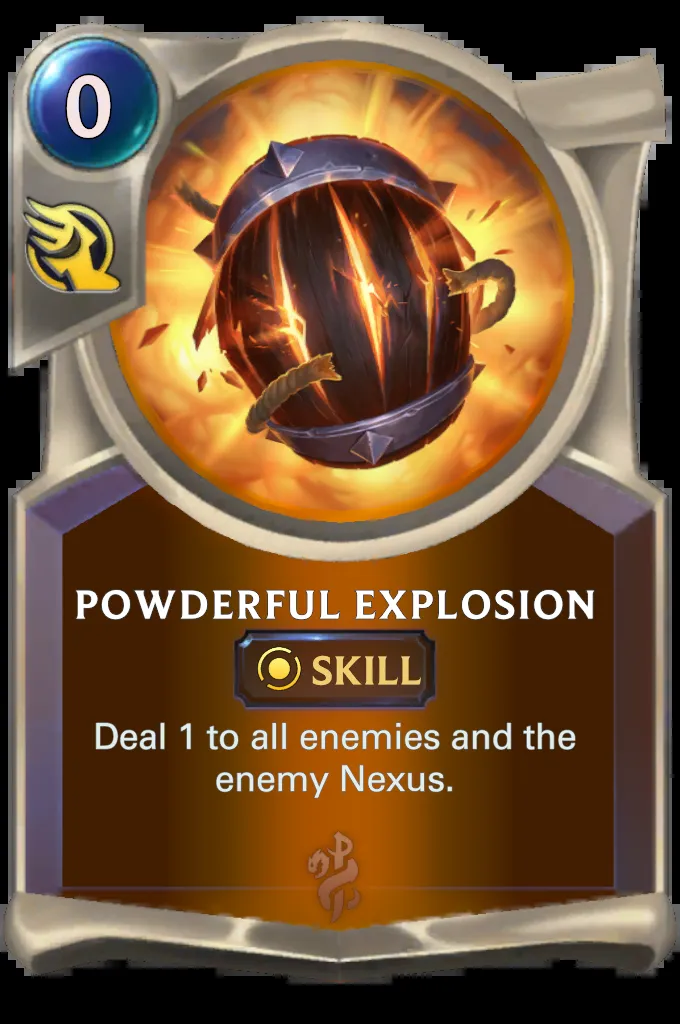 0
POWDERFUL EXPLOSION
SKILL
Deal 1 to all enemies and the
enemy Nexus.